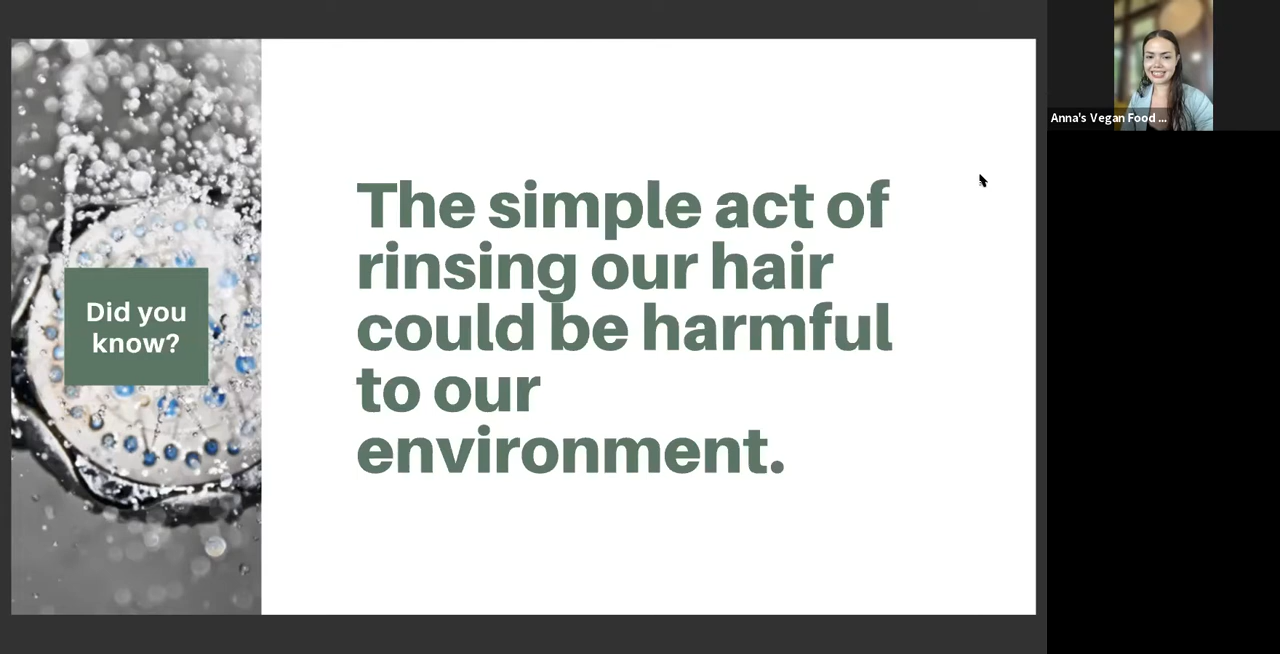 Did you
know?
The simple act of
rinsing our hair
could be harmful
to our
environment.
Anna's Vegan Food ...